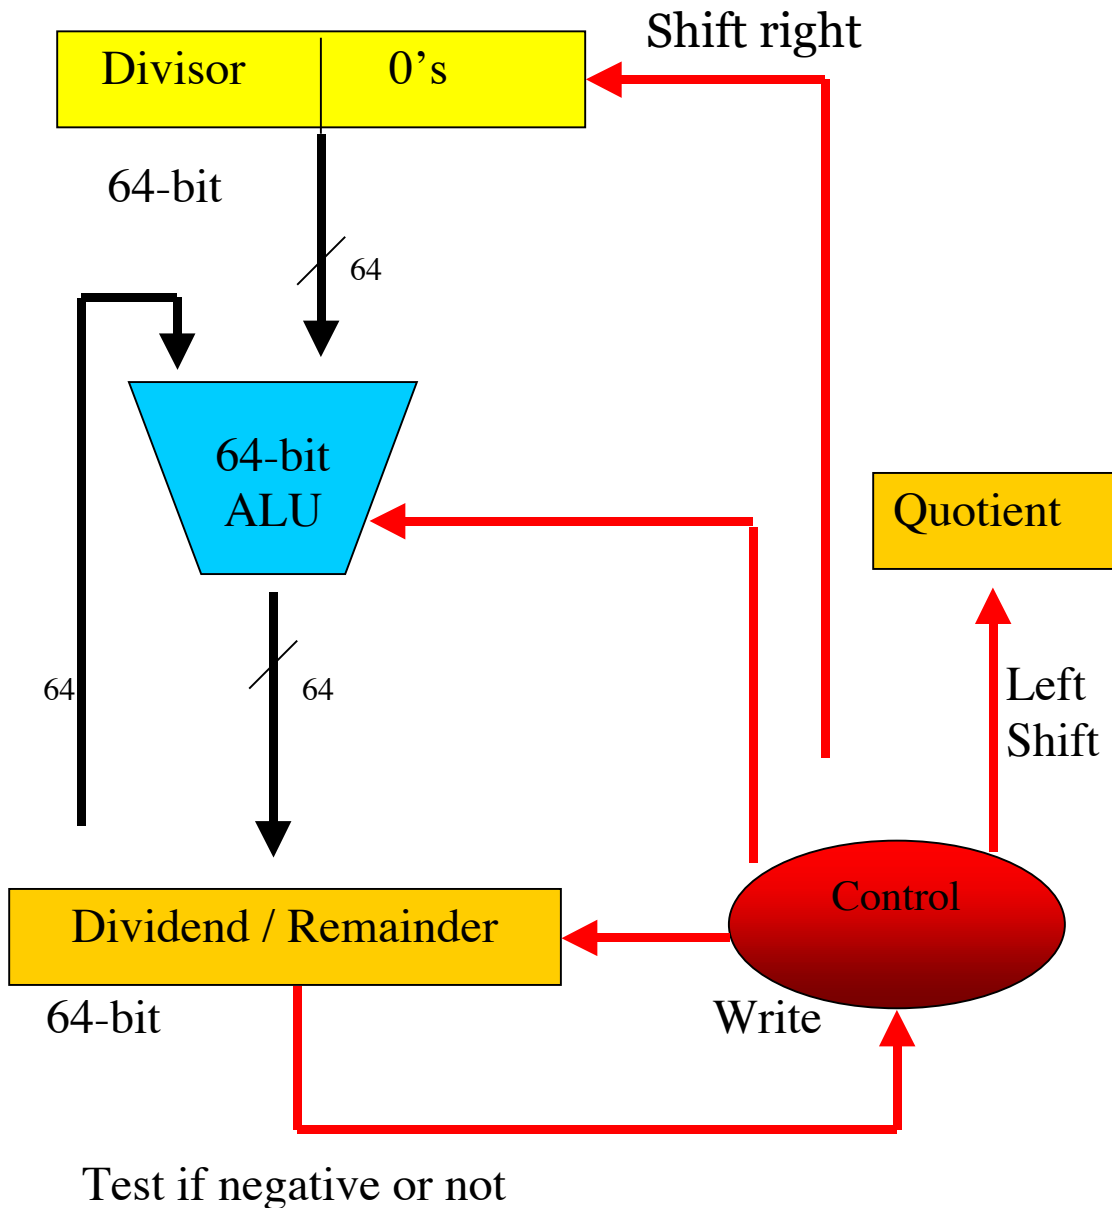 Shift right
Divisor
0’s
64-bit
64
64-bit
ALU
Quotient
64
64
Left
Shift
Control
Dividend / Remainder
64-bit
Write
Test if negative or not